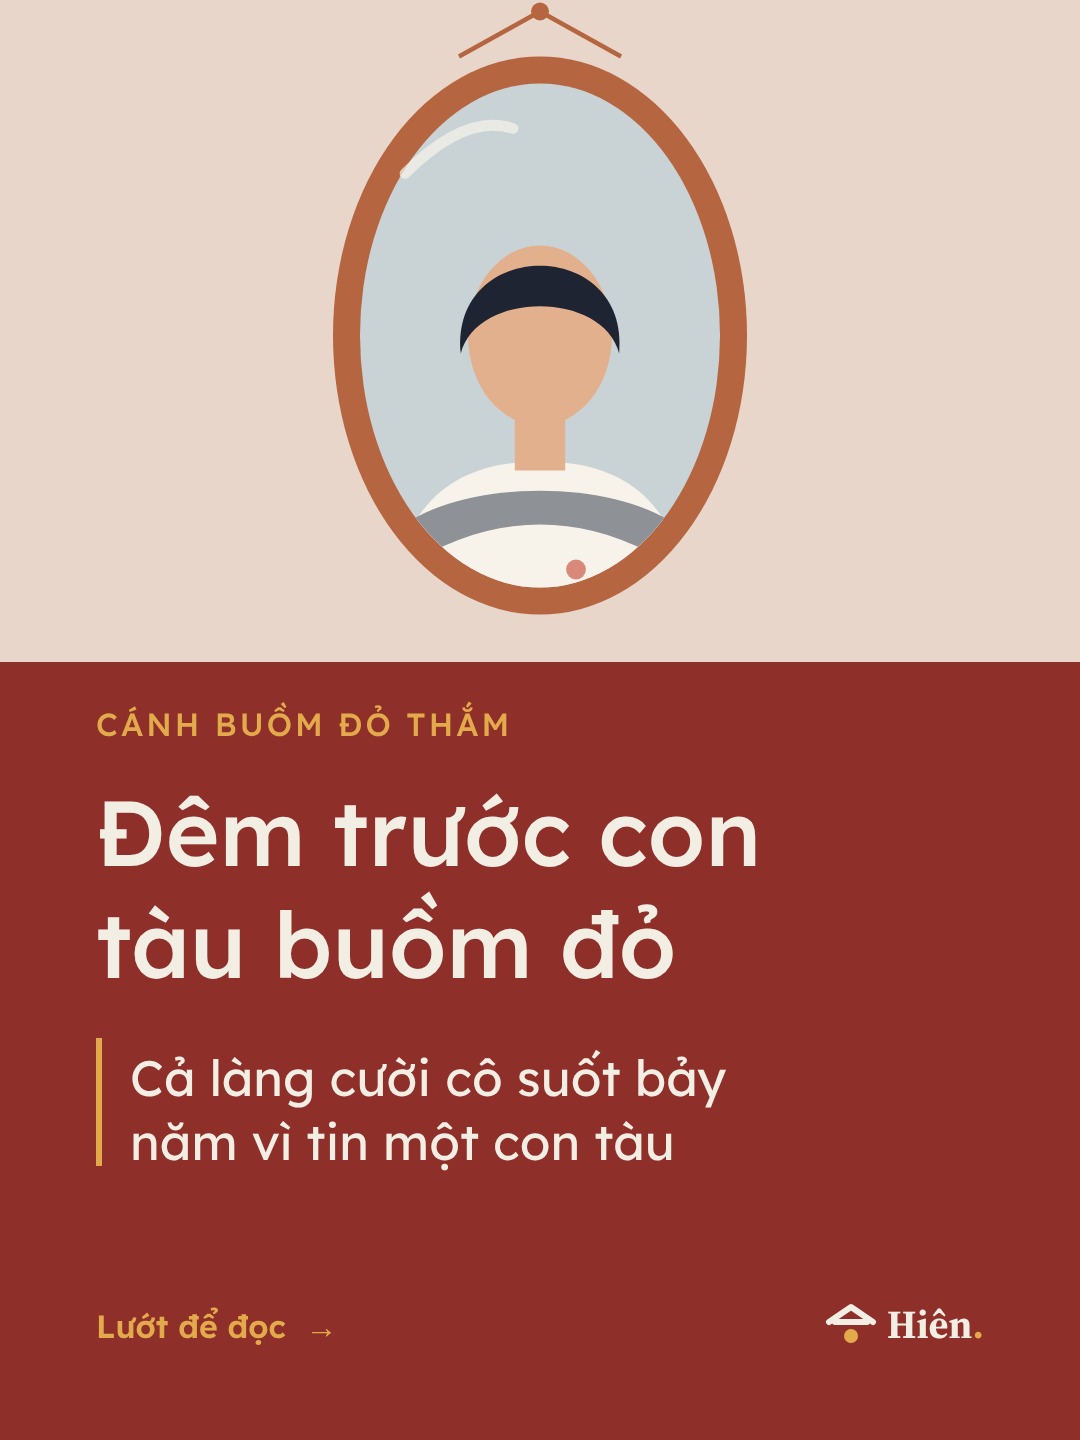 CÁNH BUỒM ĐỎ THẮM
Đêm trước con
tàu buồm đỏ
Cả làng cười cô suốt bảy
năm vì tin một con tàu
Lướt để đọc →
Hiên.